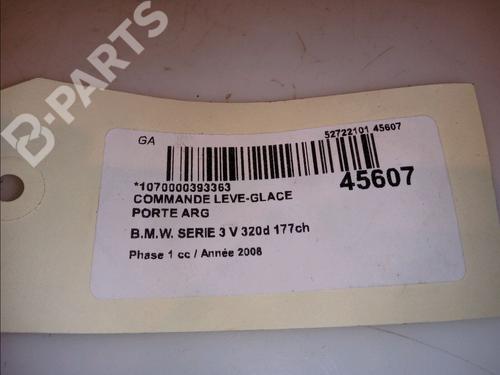 B-PARTS
GA
52722101 45607
*1070000393363
45607
COMMANDE LEVE-GLACE
PORTE ARG
B.M.W. SERIE 3 V 320d 177ch
Phase 1 cc / Année 2008